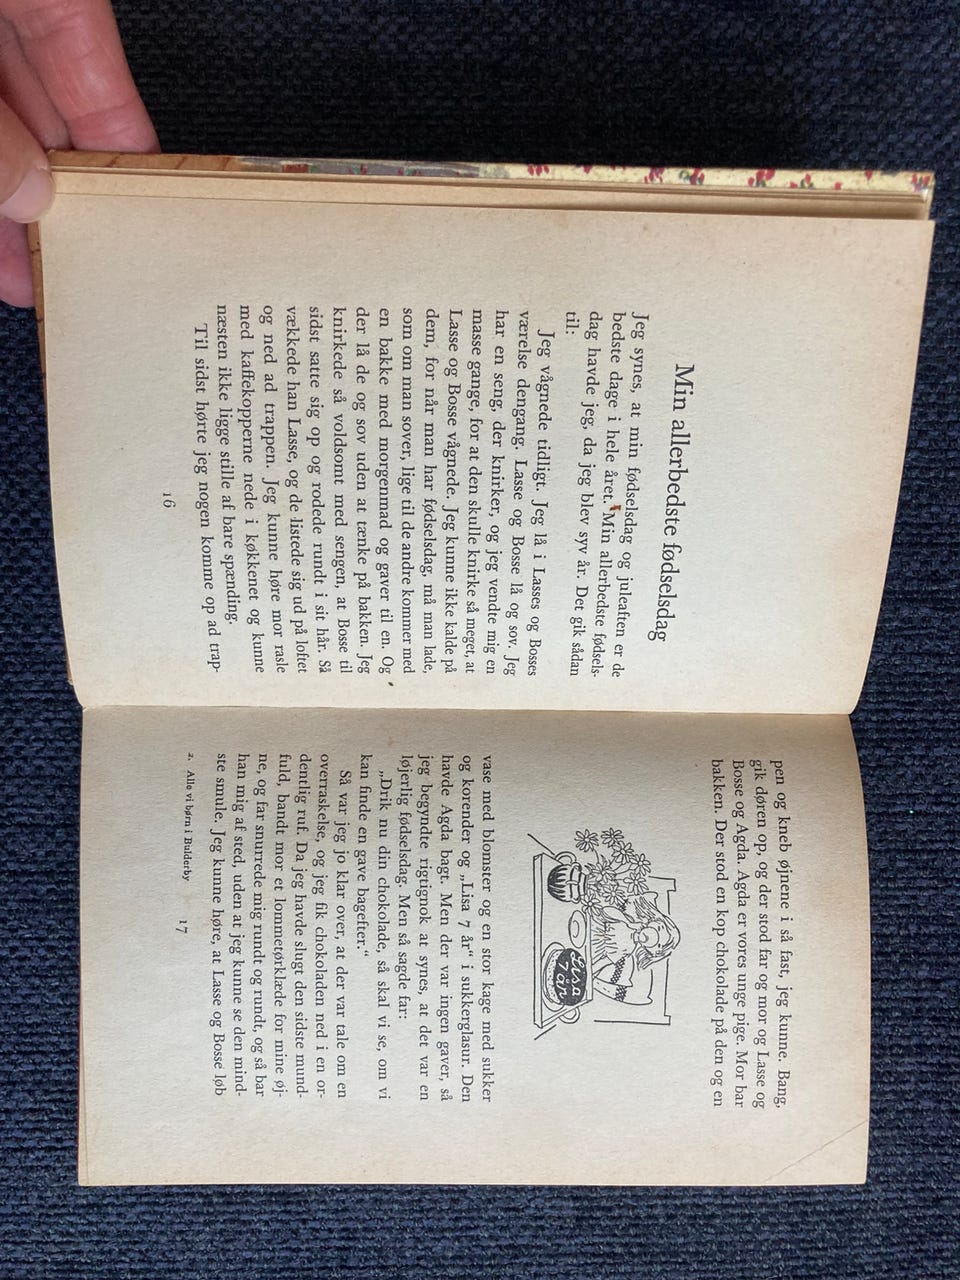 Min allerbedste fødselsdag
Jeg synes, at min fødselsdag og juleaften er de
bedste dage i hele året. Min allerbedste fødsels-
dag havde jeg, da jeg blev syv år. Det gik sådan
til:
Jeg vågnede tidligt. Jeg lå i Lasses og Bosses
værelse dengang. Lasse og Bosse lå og sov. Jeg
har en seng, der knirker, og jeg vendte mig en
masse gange, for at den skulle knirke så meget, at
Lasse og Bosse vågnede. Jeg kunne ikke kalde på
dem, for når man har fødselsdag, må man lade,
som om man sover, lige til de andre kommer med
en bakke med morgenmad og gaver til en. Og
der lå de og sov uden at tænke på bakken. Jeg
knirkede så voldsomt med sengen, at Bosse til
sidst satte sig op og rodede rundt i sit hår. Så
vækkede han Lasse, og de listede sig ud på loftet
og ned ad trappen. Jeg kunne høre mor rasle
med kaffekopperne nede i køkkenet og kunne
næsten ikke ligge stille af bare spænding.
Til sidst hørte jeg nogen komme op ad trap-
16
pen og kneb øjnene i så fast, jeg kunne. Bang,
gik døren op, og der stod far og mor og Lasse og
Bosse og Agda. Agda er vores unge pige. Mor bar
bakken. Der stod en kop chokolade på den og en
Lisa
7 år
vase med blomster og en stor kage med sukker
og korender og „Lisa 7 år“ i sukkerglasur. Den
havde Agda bagt. Men der var ingen gaver, så
jeg begyndte rigtignok at synes, at det var en
løjerlig fødselsdag. Men så sagde far:
„Drik nu din chokolade, så skal vi se, om vi
kan finde en gave bagefter.“
Så var jeg jo klar over, at der var tale om en
overraskelse, og jeg fik chokoladen ned i en or-
dentlig ruf. Da jeg havde slugt den sidste mund-
fuld, bandt mor et lommetørklæde for mine øj-
ne, og far snurrede mig rundt og rundt, og så bar
han mig af sted, uden at jeg kunne se den mind-
ste smule. Jeg kunne høre, at Lasse og Bosse løb
2. Alle vi børn i Bulderby
17